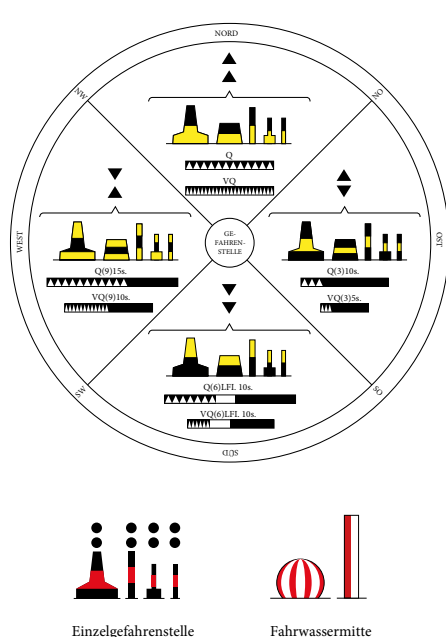 NORD
NW
NO
Q
VQ
WEST
GE-
FAHREN-
STELLE
OST
Q(9)15s.
VQ(9)10s.
Q(3)10s.
VQ(3)5s.
Q(6)LFL 10s.
VQ(6)LFL 10s.
SW
SO
SÜD
Einzelgefahrenstelle
Fahrwassermitte